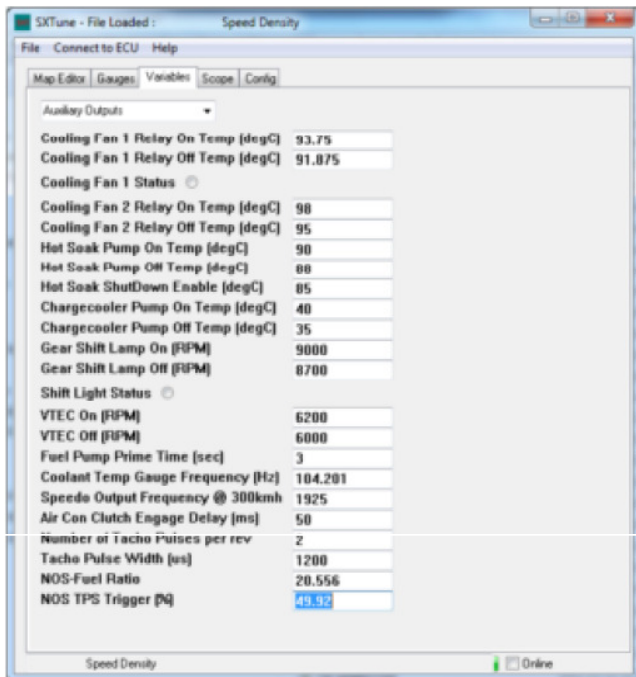 SXTune - File Loaded : Speed Density
File Connect to ECU Help
Map Editor Gauges Variables Scope Config
Auxiliary Outputs
Cooling Fan 1 Relay On Temp (degC) 93.75
Cooling Fan 1 Relay Off Temp (degC) 91.875
Cooling Fan 1 Status
Cooling Fan 2 Relay On Temp (degC) 98
Cooling Fan 2 Relay Off Temp (degC) 95
Hot Soak Pump On Temp (degC) 90
Hot Soak Pump Off Temp (degC) 88
Hot Soak ShutDown Enable (degC) 85
Chargecooler Pump On Temp (degC) 40
Chargecooler Pump Off Temp (degC) 35
Gear Shift Lamp On (RPM) 9000
Gear Shift Lamp Off (RPM) 8700
Shift Light Status
VTEC On (RPM) 6200
VTEC Off (RPM) 6000
Fuel Pump Prime Time (sec) 3
Coolant Temp Gauge Frequency (Hz) 104.201
Speedo Output Frequency @ 300kmh 1925
Air Con Clutch Engage Delay (ms) 50
Number of Tacho Pulses per rev 2
Tacho Pulse Width (us) 1200
NOS-Fuel Ratio 20.556
NOS TPS Trigger (%) 49.92
Speed Density Online